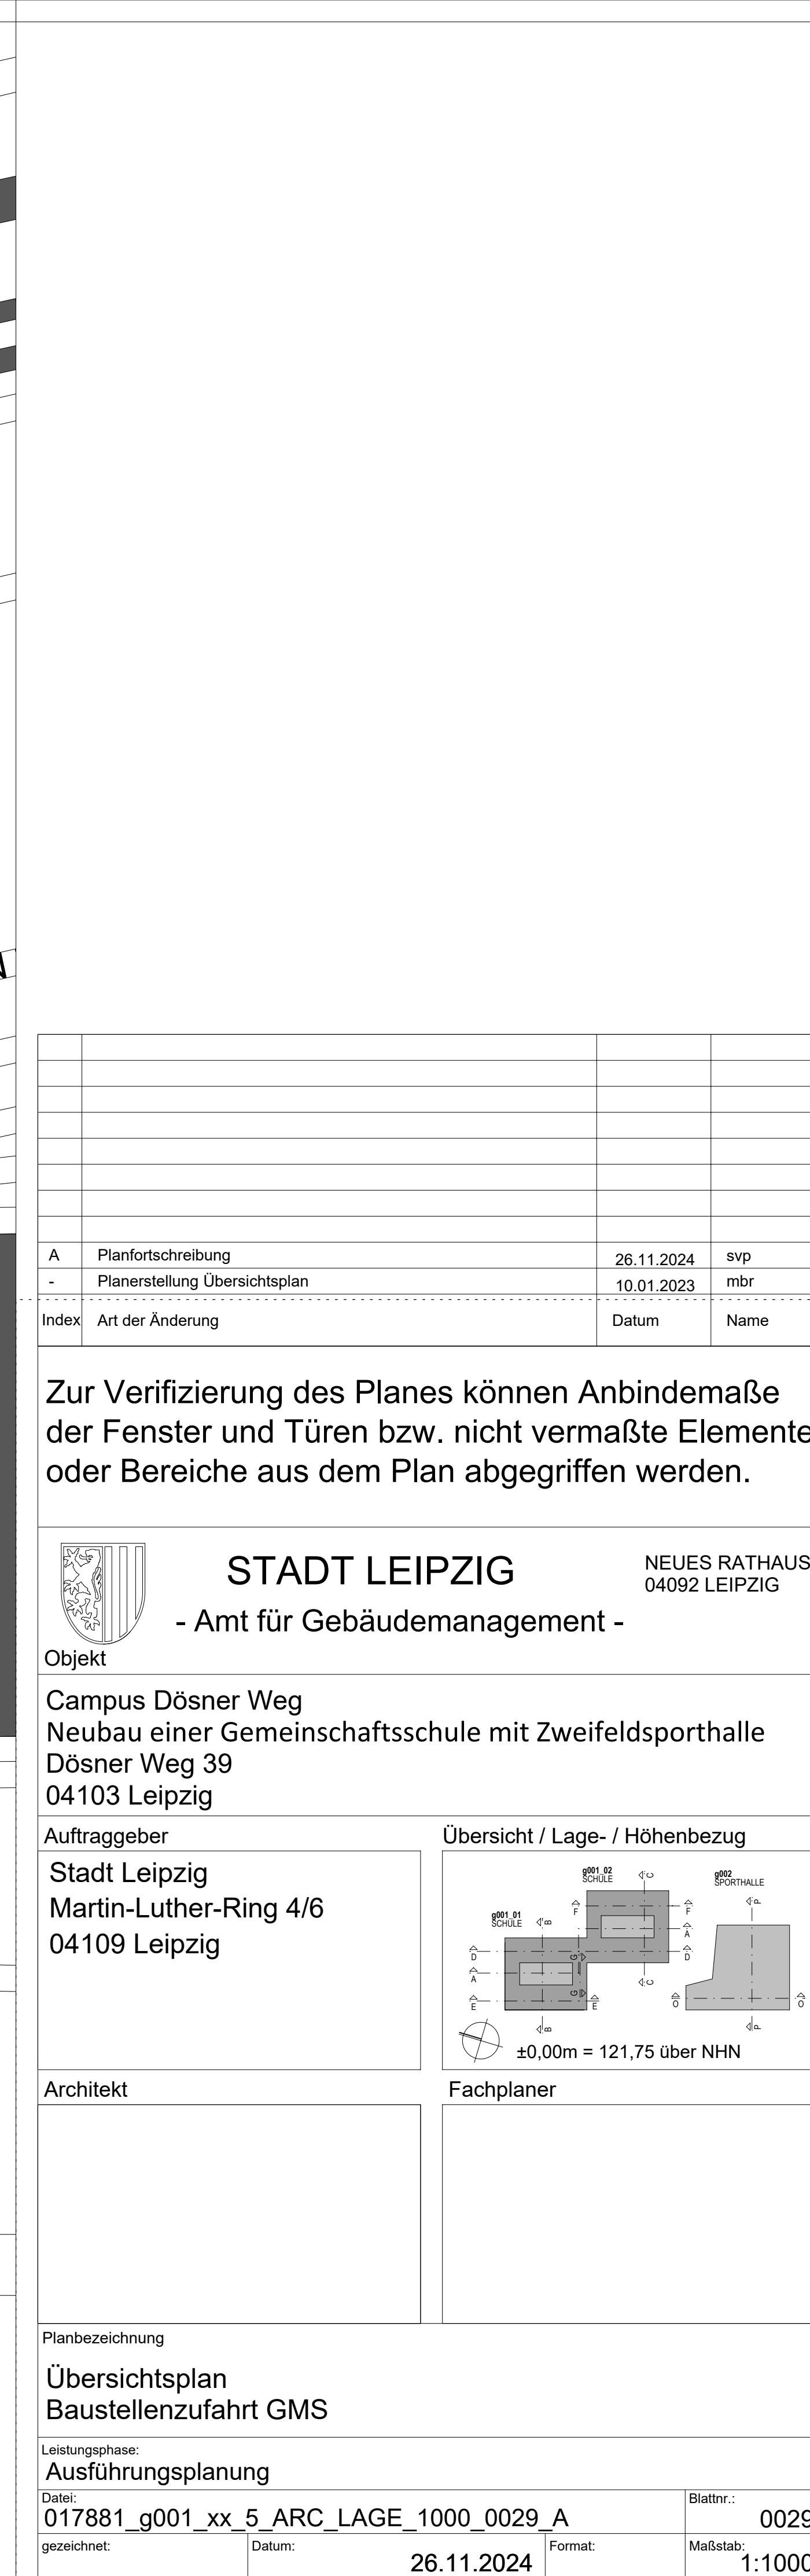 A Planfortschreibung 26.11.2024 svp
- Planerstellung Übersichtsplan 10.01.2023 mbr
Index Art der Änderung Datum Name
Zur Verifizierung des Planes können Anbindemaße
der Fenster und Türen bzw. nicht vermaßte Elemente
oder Bereiche aus dem Plan abgegriffen werden.
STADT LEIPZIG
- Amt für Gebäudemanagement -
NEUES RATHAUS
04092 LEIPZIG
Objekt
Campus Dösner Weg
Neubau einer Gemeinschaftsschule mit Zweifeldsporthalle
Dösner Weg 39
04103 Leipzig
Auftraggeber
Stadt Leipzig
Martin-Luther-Ring 4/6
04109 Leipzig
Übersicht / Lage- / Höhenbezug
g001_02
SCHULE
g002
SPORTHALLE
g001_01
SCHULE
C
P
F F
B
A
D G D
A
C
G
E E
O O
B
P
±0,00m = 121,75 über NHN
Architekt
Fachplaner
Planbezeichnung
Übersichtsplan
Baustellenzufahrt GMS
Leistungsphase:
Ausführungsplanung
Datei:
017881_g001_xx_5_ARC_LAGE_1000_0029_A
Blattnr.:
0029
gezeichnet:
Datum:
26.11.2024
Format:
Maßstab:
1:1000